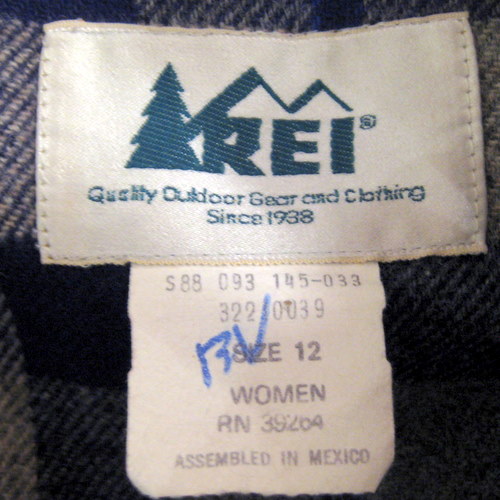 REI®
Quality Outdoor Gear and Clothing
Since 1938
S88 093 145-033
322 0039
SIZE 12
WOMEN
RN 39264
ASSEMBLED IN MEXICO